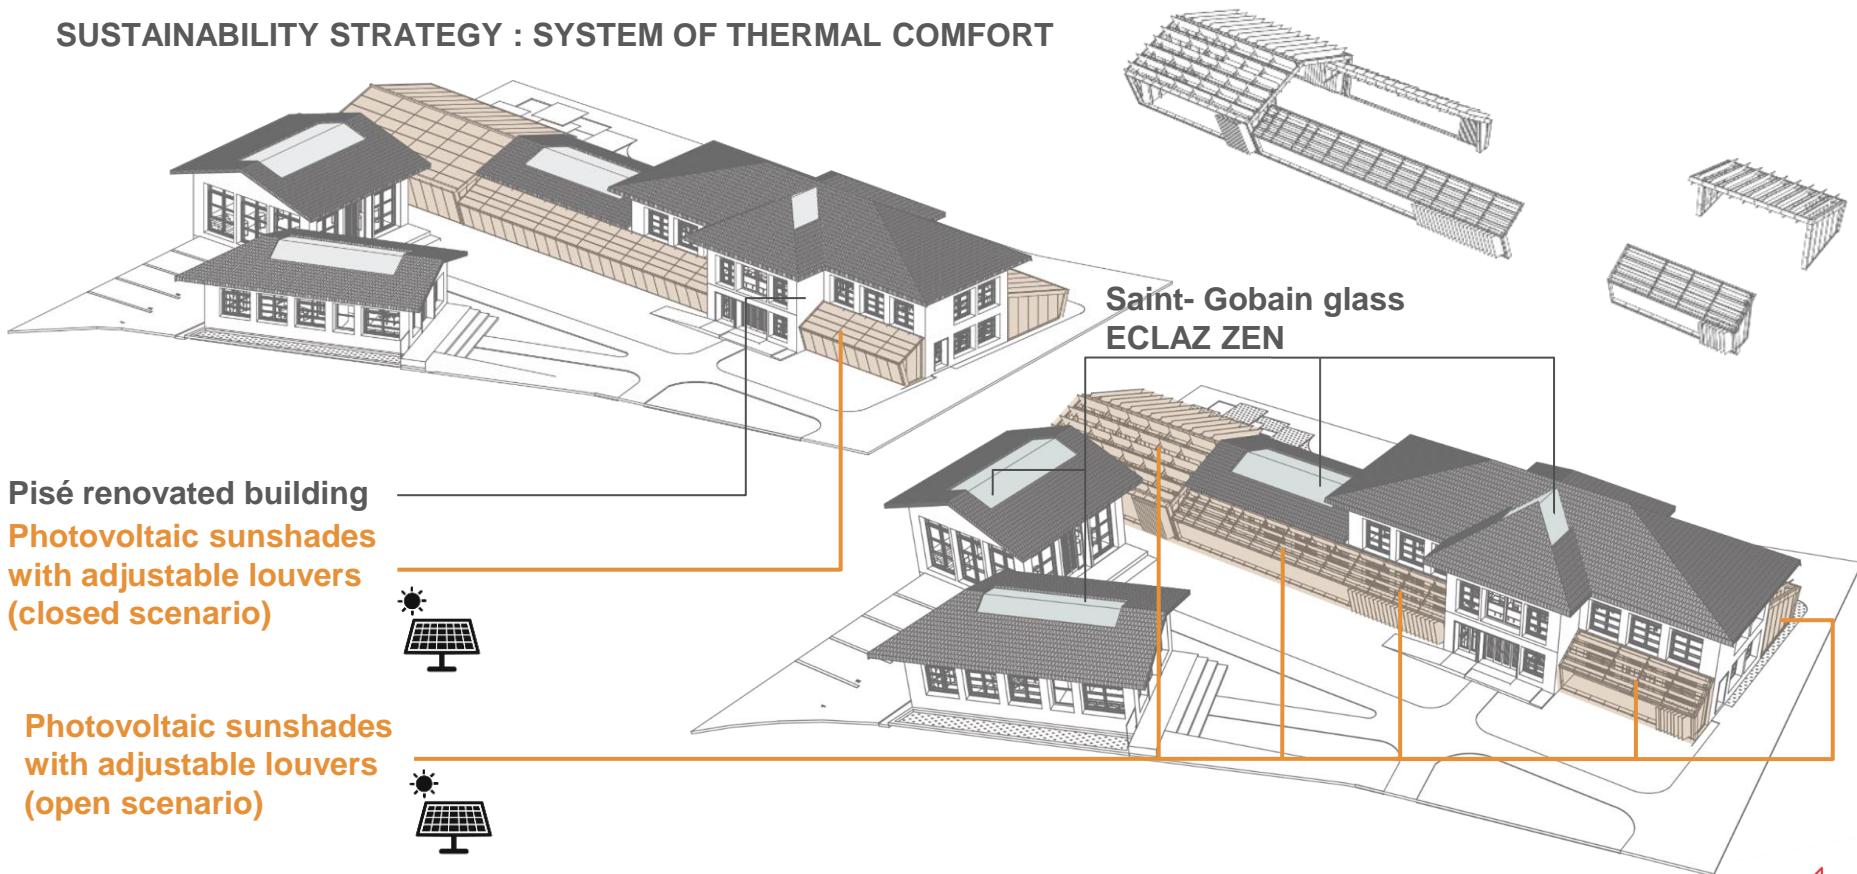 SUSTAINABILITY STRATEGY : SYSTEM OF THERMAL COMFORT
Saint- Gobain glass
ECLAZ ZEN
Pisé renovated building
Photovoltaic sunshades
with adjustable louvers
(closed scenario)
Photovoltaic sunshades
with adjustable louvers
(open scenario)